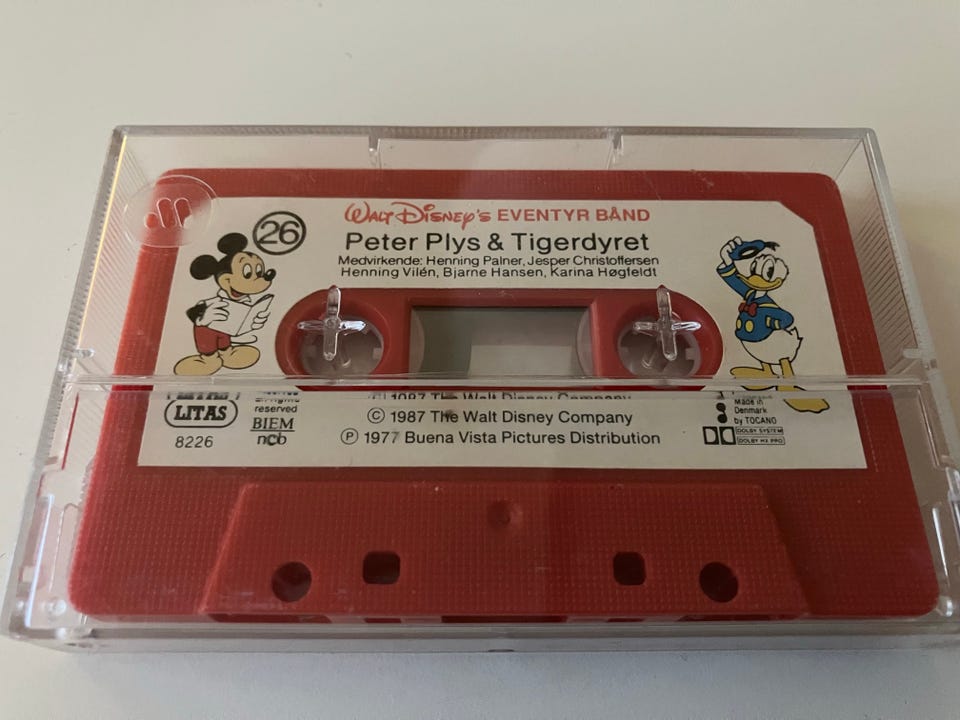 26
WALT DISNEY'S EVENTYR BÅND
Peter Plys & Tigerdyret
Medvirkende: Henning Palner, Jesper Christoffersen
Henning Vilén, Bjarne Hansen, Karina Høgfeldt
LITAS
8226
reserved
BIEM
ncb
© 1987 The Walt Disney Company
Ⓟ 1977 Buena Vista Pictures Distribution
Made in
Denmark
by TOCANO
DOLBY SYSTEM
DOLBY HX PRO